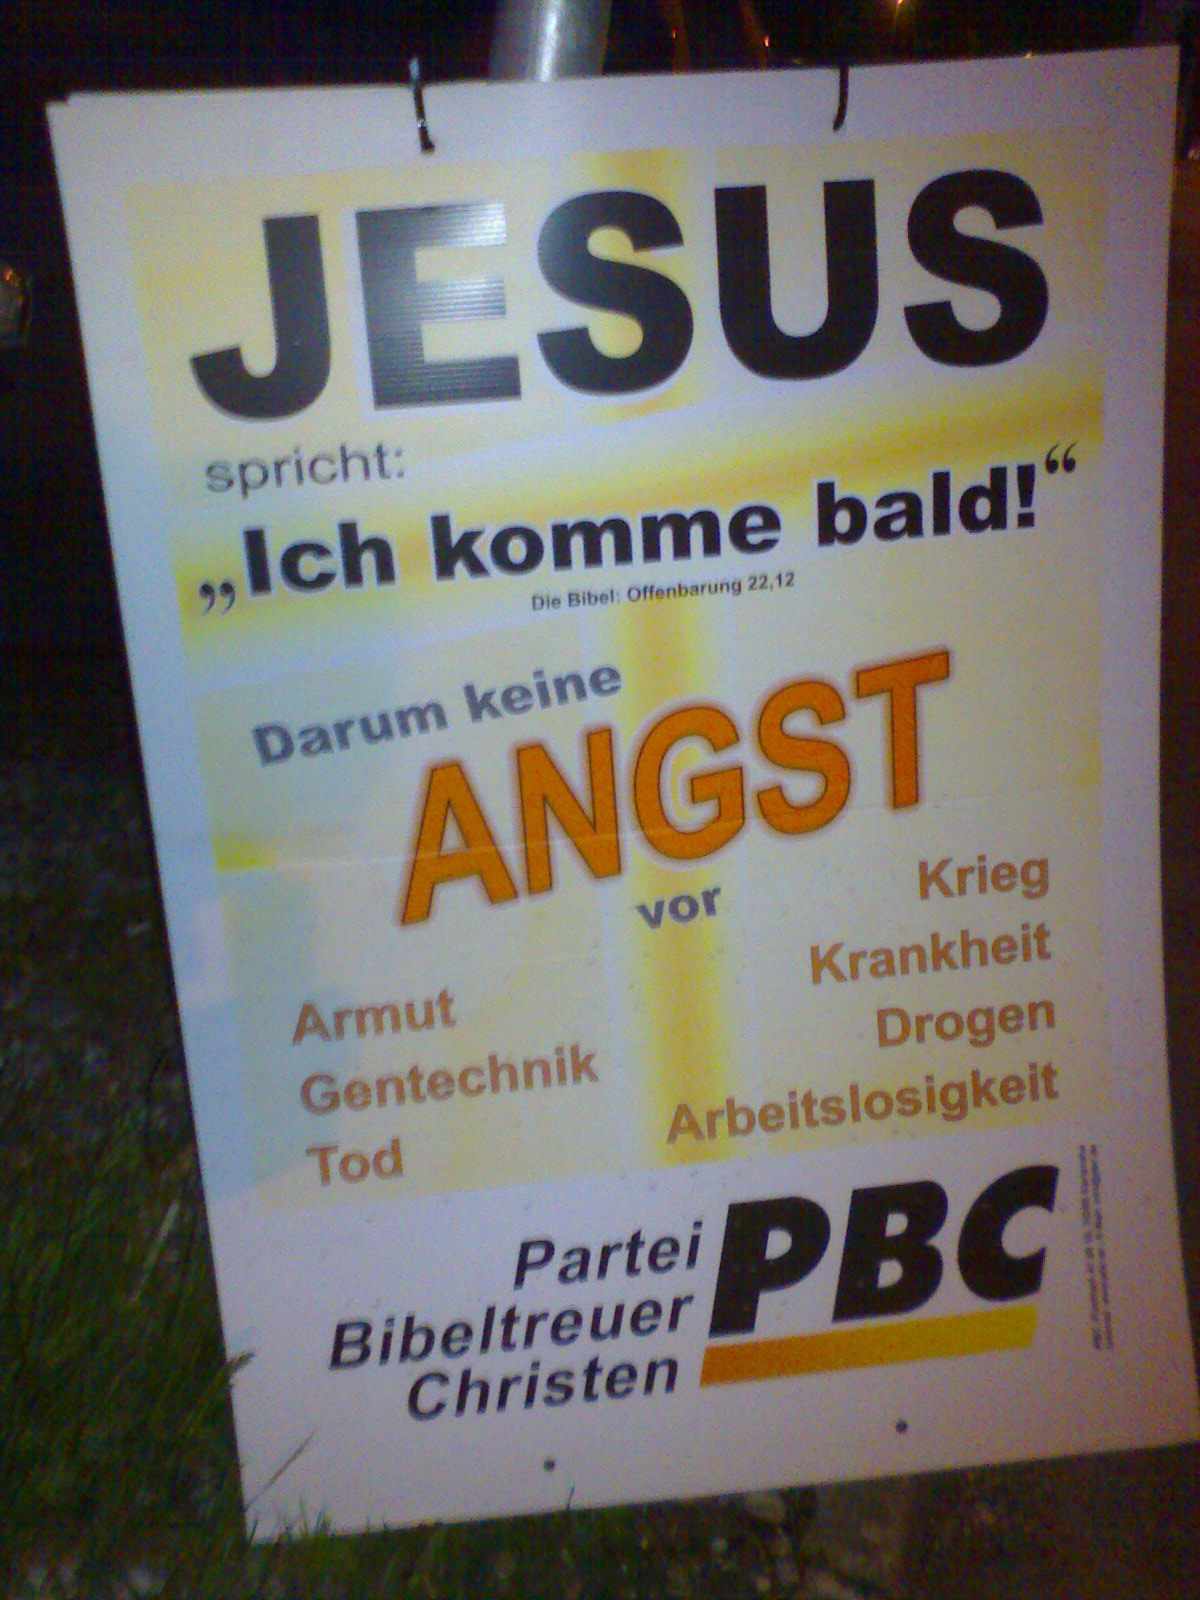 JESUS
spricht:
„Ich komme bald!“
Die Bibel: Offenbarung 22,12
Darum keine
ANGST
vor
Krieg
Krankheit
Drogen
Arbeitslosigkeit
Armut
Gentechnik
Tod
Partei
Bibeltreuer
Christen
PBC